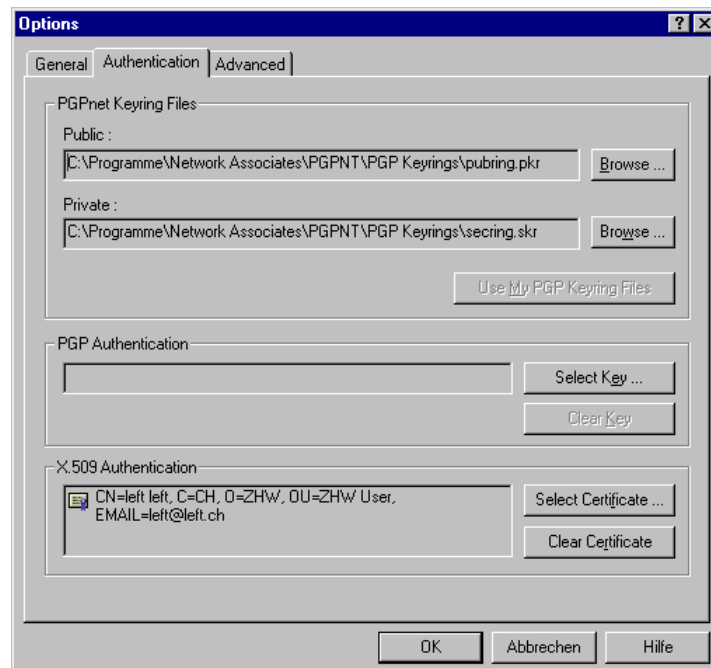 Options
General Authentication Advanced
PGPnet Keyring Files
Public :
C:\Programme\Network Associates\PGPNT\PGP Keyrings\pubring.pkr Browse ...
Private :
C:\Programme\Network Associates\PGPNT\PGP Keyrings\secring.skr Browse ...
Use My PGP Keyring Files
PGP Authentication
Select Key ...
Clear Key
X.509 Authentication
CN=left left, C=CH, O=ZHW, OU=ZHW User, Select Certificate ...
EMAIL=left@left.ch
Clear Certificate
OK Abbrechen Hilfe